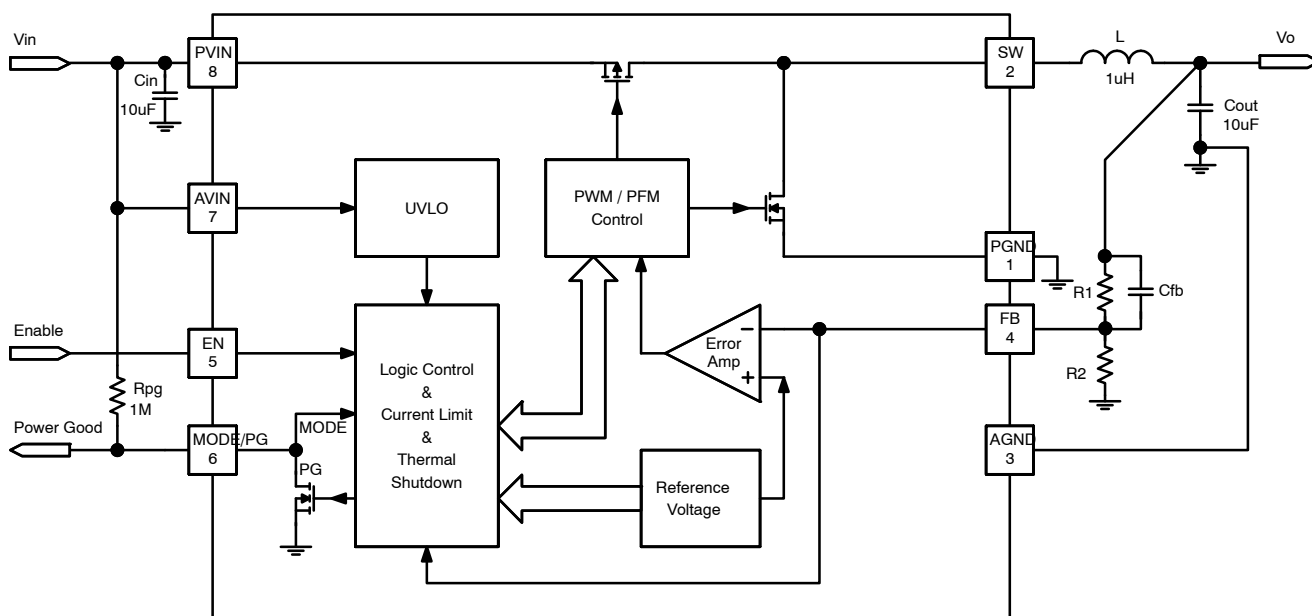 Vin
PVIN
8
Cin
10uF
SW
2
L
1uH
Vo
Cout
10uF
AVIN
7
UVLO
PWM / PFM
Control
PGND
1
R1
Cfb
Enable
EN
5
Logic Control
&
Current Limit
&
Thermal
Shutdown
Error
Amp
−
+
FB
4
R2
Rpg
1M
Power Good
MODE/PG
6
MODE
PG
Reference
Voltage
AGND
3